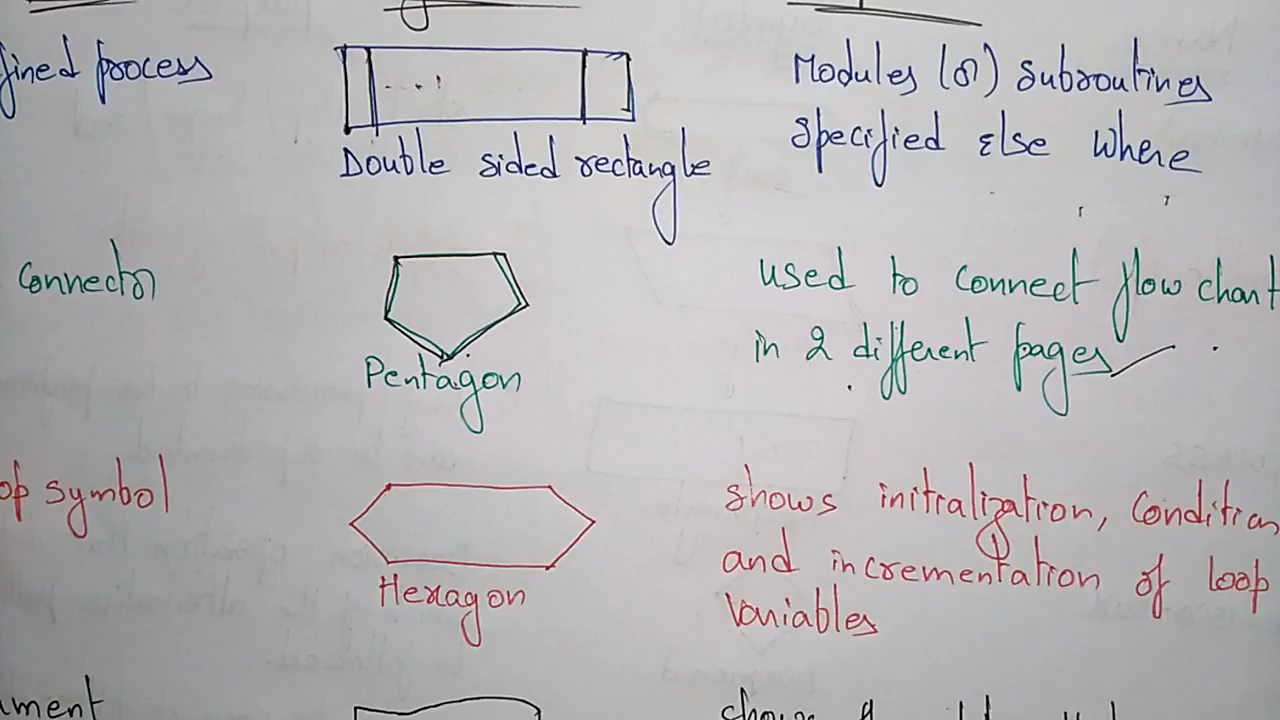 fined process
Double sided rectangle
Modules (or) subroutines
specified Else where
Connector
Pentagon
used to connect flow chart
in 2 different pages
op symbol
Hexagon
shows initialization, Condition
and incrementation of loop
variables
ument